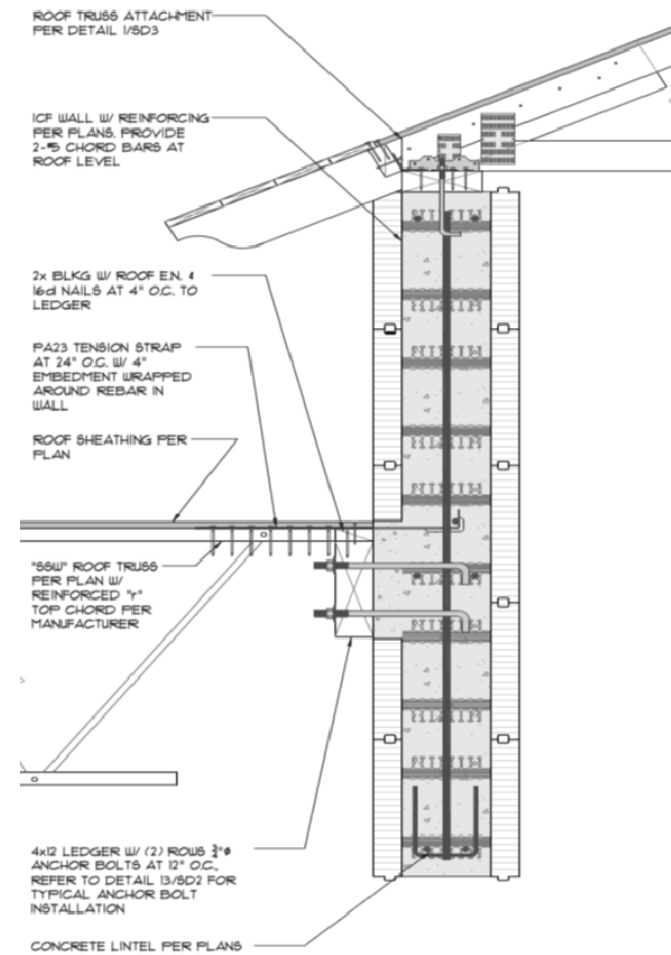 ROOF TRUSS ATTACHMENT
PER DETAIL 1/SD3
ICF WALL W/ REINFORCING
PER PLANS. PROVIDE
2-#5 CHORD BARS AT
ROOF LEVEL
2x BLKG W/ ROOF E.N. &
16d NAILS AT 4" O.C. TO
LEDGER
PA23 TENSION STRAP
AT 24" O.C. W/ 4"
EMBEDMENT WRAPPED
AROUND REBAR IN
WALL
ROOF SHEATHING PER
PLAN
"SSW" ROOF TRUSS
PER PLAN W/
REINFORCED "r"
TOP CHORD PER
MANUFACTURER
4x12 LEDGER W/ (2) ROWS ¾"ø
ANCHOR BOLTS AT 12" O.C.,
REFER TO DETAIL 13/SD2 FOR
TYPICAL ANCHOR BOLT
INSTALLATION
CONCRETE LINTEL PER PLANS